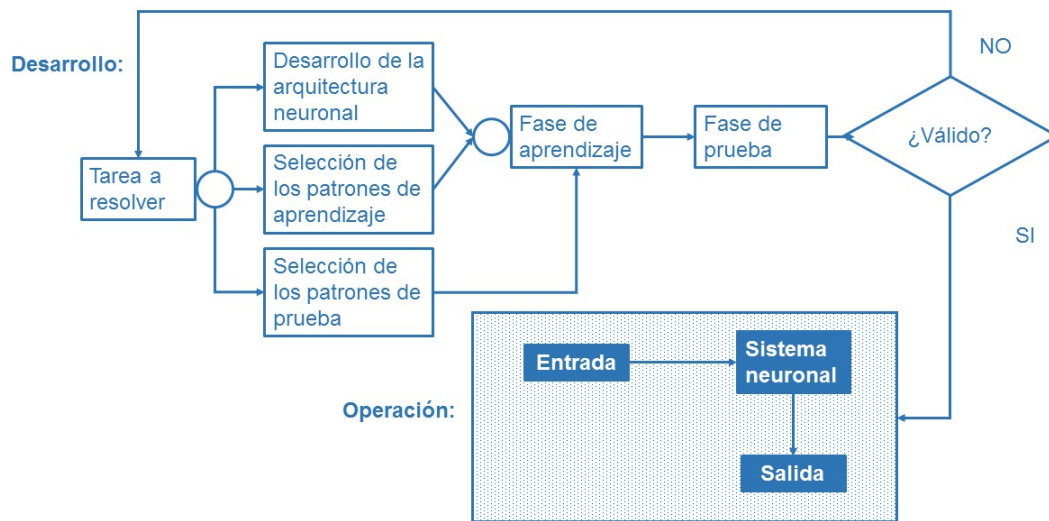 Desarrollo:
NO
Desarrollo de la
arquitectura
neuronal
Fase de
aprendizaje
Fase de
prueba
¿Válido?
Tarea a
resolver
Selección de
los patrones de
aprendizaje
SI
Selección de
los patrones de
prueba
Operación:
Entrada
Sistema
neuronal
Salida